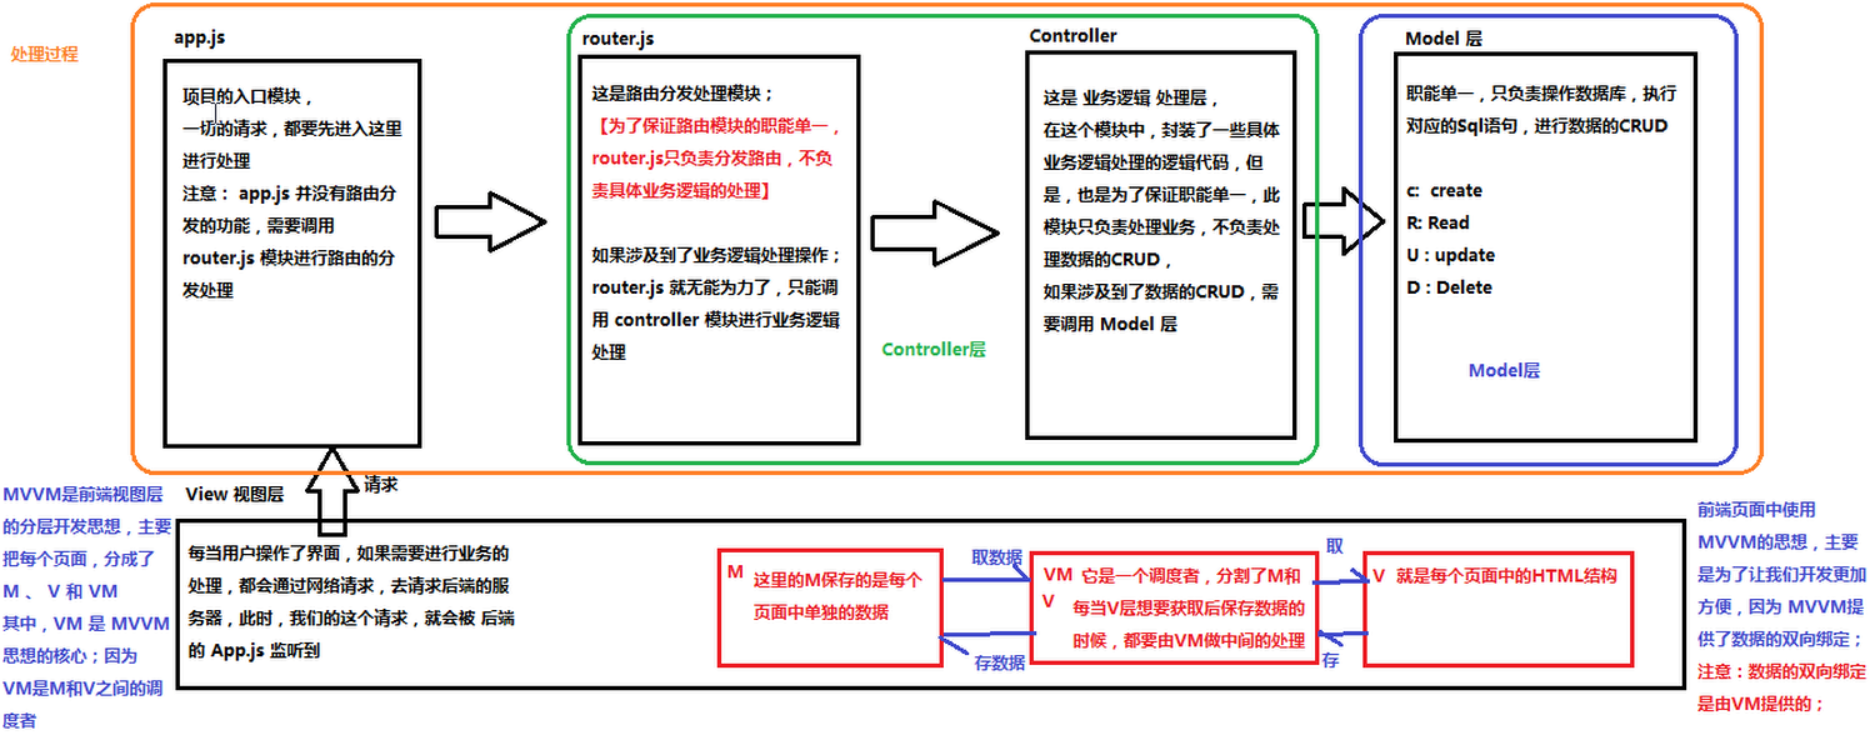 处理过程
app.js
项目的入口模块，
一切的请求，都要先进入这里
进行处理
注意： app.js 并没有路由分
发的功能，需要调用
router.js 模块进行路由的分
发处理
router.js
这是路由分发处理模块；
【为了保证路由模块的职能单一，
router.js只负责分发路由，不负
责具体业务逻辑的处理】
如果涉及到了业务逻辑处理操作；
router.js 就无能为力了，只能调
用 controller 模块进行业务逻辑
处理
Controller层
Controller
这是 业务逻辑 处理层，
在这个模块中，封装了一些具体
业务逻辑处理的逻辑代码，但
是，也是为了保证职能单一，此
模块只负责处理业务，不负责处
理数据的CRUD，
如果涉及到了数据的CRUD，需
要调用 Model 层
Model 层
职能单一，只负责操作数据库，执行
对应的Sql语句，进行数据的CRUD
c: create
R: Read
U : update
D : Delete
Model层
请求
MVVM是前端视图层
的分层开发思想，主要
把每个页面，分成了
M 、 V 和 VM
其中，VM 是 MVVM
思想的核心；因为
VM是M和V之间的调
度者
View 视图层
每当用户操作了界面，如果需要进行业务的
处理，都会通过网络请求，去请求后端的服
务器，此时，我们的这个请求，就会被 后端
的 App.js 监听到
M 这里的M保存的是每个
页面中单独的数据
取数据
存数据
VM 它是一个调度者，分割了M和
V 每当V层想要获取后保存数据的
时候，都要由VM做中间的处理
取
存
V 就是每个页面中的HTML结构
前端页面中使用
MVVM的思想，主要
是为了让我们开发更加
方便，因为 MVVM提
供了数据的双向绑定；
注意：数据的双向绑定
是由VM提供的；